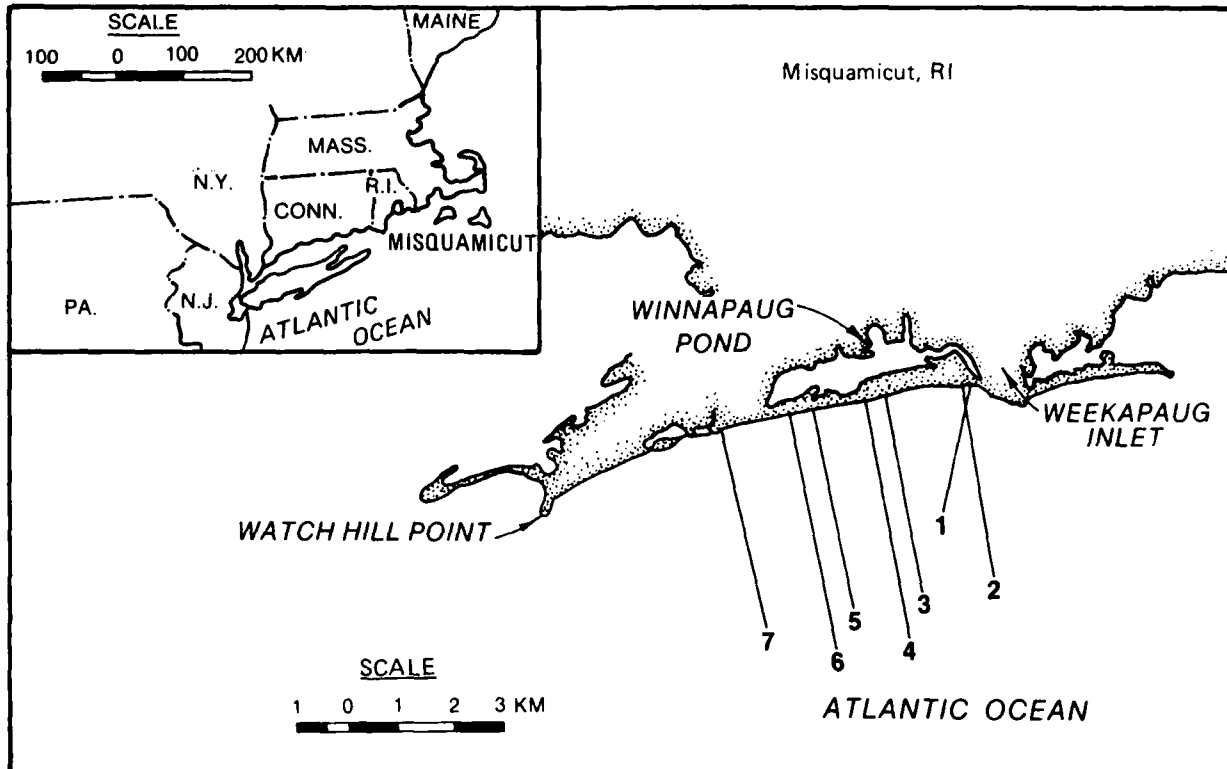 SCALE
100 0 100 200 KM
MAINE
MASS.
N.Y.
R.I.
CONN.
MISQUAMICUT
PA.
N.J.
ATLANTIC
OCEAN
Misquamicut, RI
WINNAPAUG
POND
WEEKAPAUG
INLET
WATCH HILL POINT
1
2
3
5
4
7
6
SCALE
1 0 1 2 3 KM
ATLANTIC OCEAN